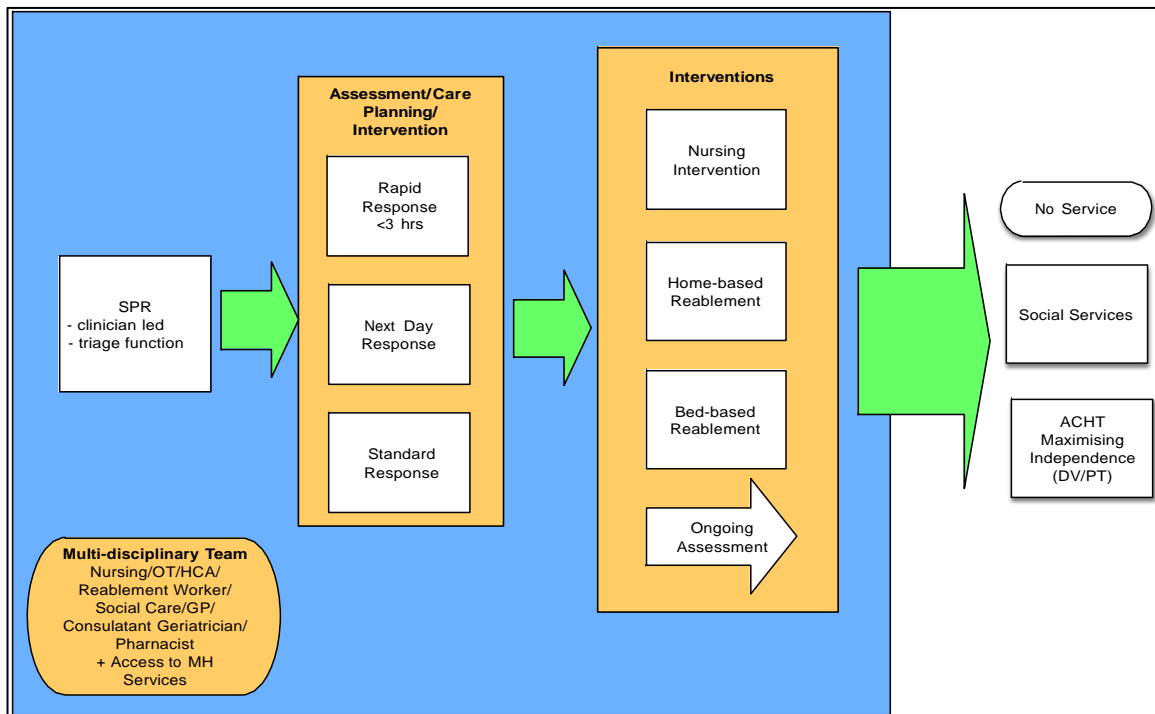 SPR
- clinician led
- triage function
Assessment/Care
Planning/
Intervention
Rapid
Response
<3 hrs
Next Day
Response
Standard
Response
Interventions
Nursing
Intervention
Home-based
Reablement
Bed-based
Reablement
Ongoing
Assessment
No Service
Social Services
ACHT
Maximising
Independence
(DV/PT)
Multi-disciplinary Team
Nursing/OT/HCA/
Reablement Worker/
Social Care/GP/
Consulatant Geriatrician/
Pharnacist
+ Access to MH
Services